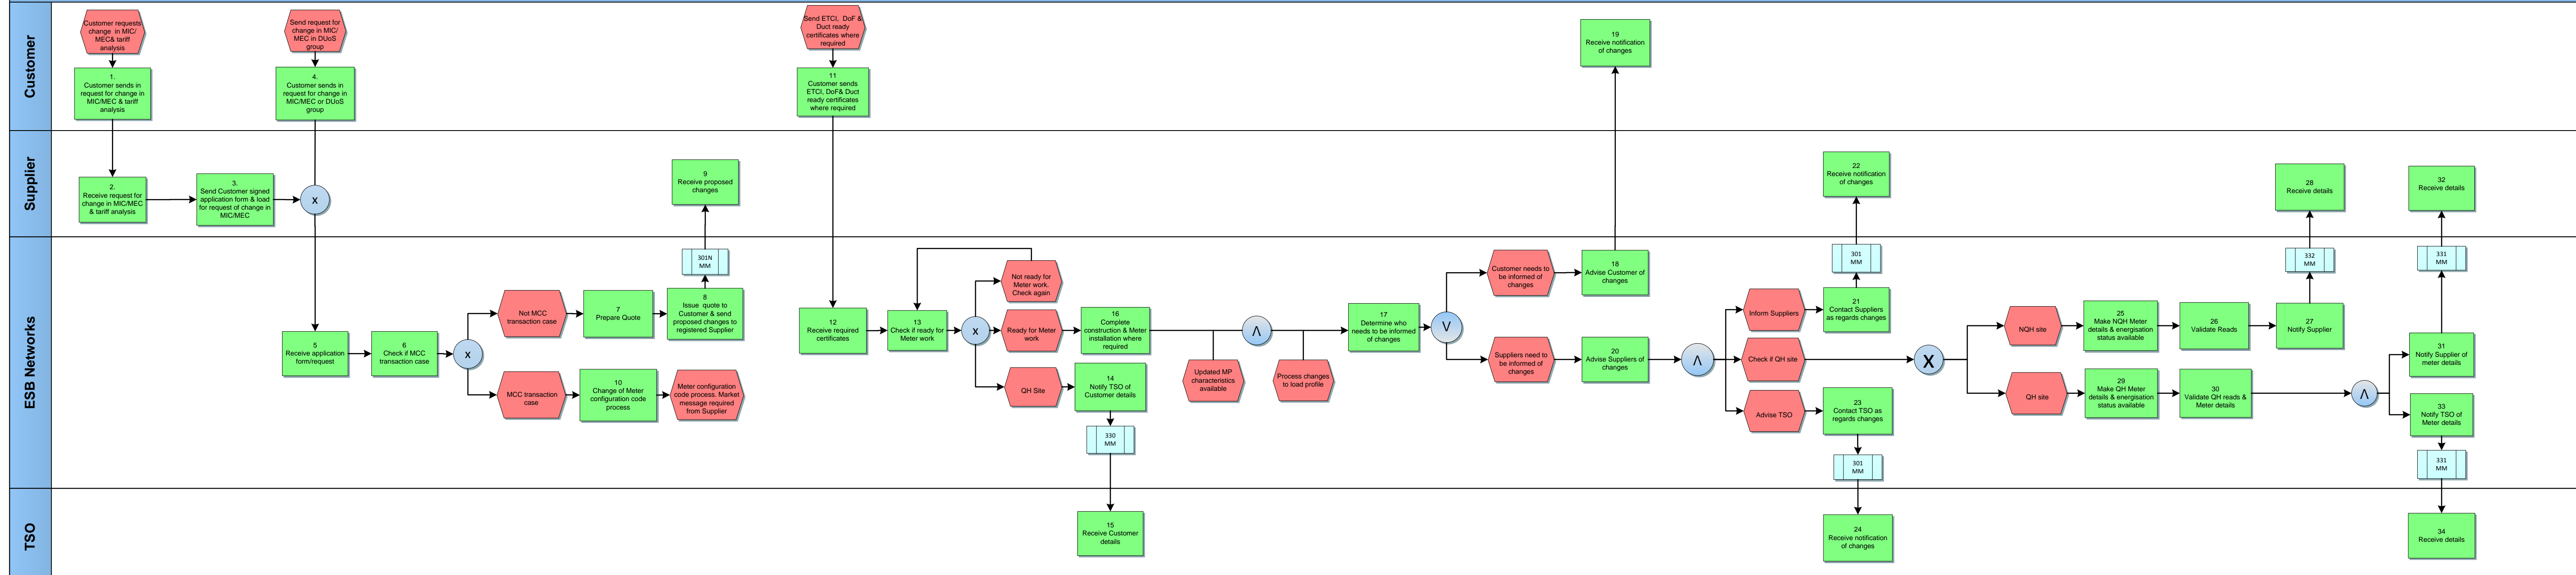 Customer
Customer requests
change in MIC/
MEC& tariff
analysis
1.
Customer sends in
request for change in
MIC/MEC & tariff
analysis
Send request for
change in MIC/
MEC in DUoS
group
4.
Customer sends in
request for change in
MIC/MEC or DUoS
group
Send ETCI, DoF &
Duct ready
certificates where
required
11
Customer sends
ETCI, DoF& Duct
ready certificates
where required
19
Receive notification
of changes
Supplier
2.
Receive request for
change in MIC/MEC
& tariff analysis
3.
Send Customer signed
application form & load
for request of change in
MIC/MEC
x
9
Receive proposed
changes
22
Receive notification
of changes
28
Receive details
32
Receive details
ESB Networks
5
Receive application
form/request
6
Check if MCC
transaction case
x
Not MCC
transaction case
7
Prepare Quote
8
Issue quote to
Customer & send
proposed changes to
registered Supplier
301N
MM
MCC transaction
case
10
Change of Meter
configuration code
process
Meter configuration
code process. Market
message required
from Supplier
12
Receive required
certificates
13
Check if ready for
Meter work
x
Not ready for
Meter work.
Check again
Ready for Meter
work
QH Site
16
Complete
construction & Meter
installation where
required
14
Notify TSO of
Customer details
330
MM
Updated MP
characteristics
available
Λ
Process changes
to load profile
17
Determine who
needs to be informed
of changes
V
Customer needs to
be informed of
changes
18
Advise Customer of
changes
Suppliers need to
be informed of
changes
20
Advise Suppliers of
changes
Λ
Inform Suppliers
21
Contact Suppliers
as regards changes
301
MM
Check if QH site
Advise TSO
23
Contact TSO as
regards changes
301
MM
X
NQH site
25
Make NQH Meter
details & energisation
status available
26
Validate Reads
27
Notify Supplier
332
MM
QH site
29
Make QH Meter
details & energisation
status available
30
Validate QH reads &
Meter details
Λ
31
Notify Supplier of
meter details
331
MM
33
Notify TSO of
Meter details
331
MM
TSO
15
Receive Customer
details
24
Receive notification
of changes
34
Receive details